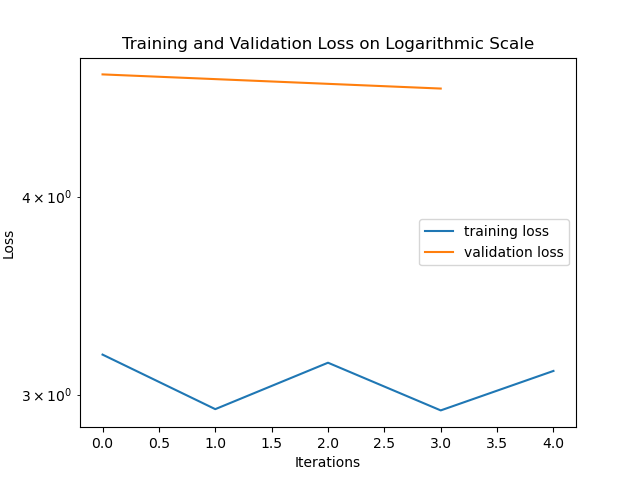 Training and Validation Loss on Logarithmic Scale
Loss
4 × 10⁰
3 × 10⁰
training loss
validation loss
0.0 0.5 1.0 1.5 2.0 2.5 3.0 3.5 4.0
Iterations